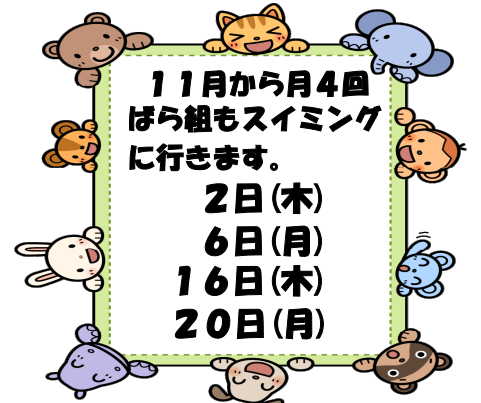 １１月から月４回
ばら組もスイミング
に行きます。
２日(木)
６日(月)
１６日(木)
２０日(月)